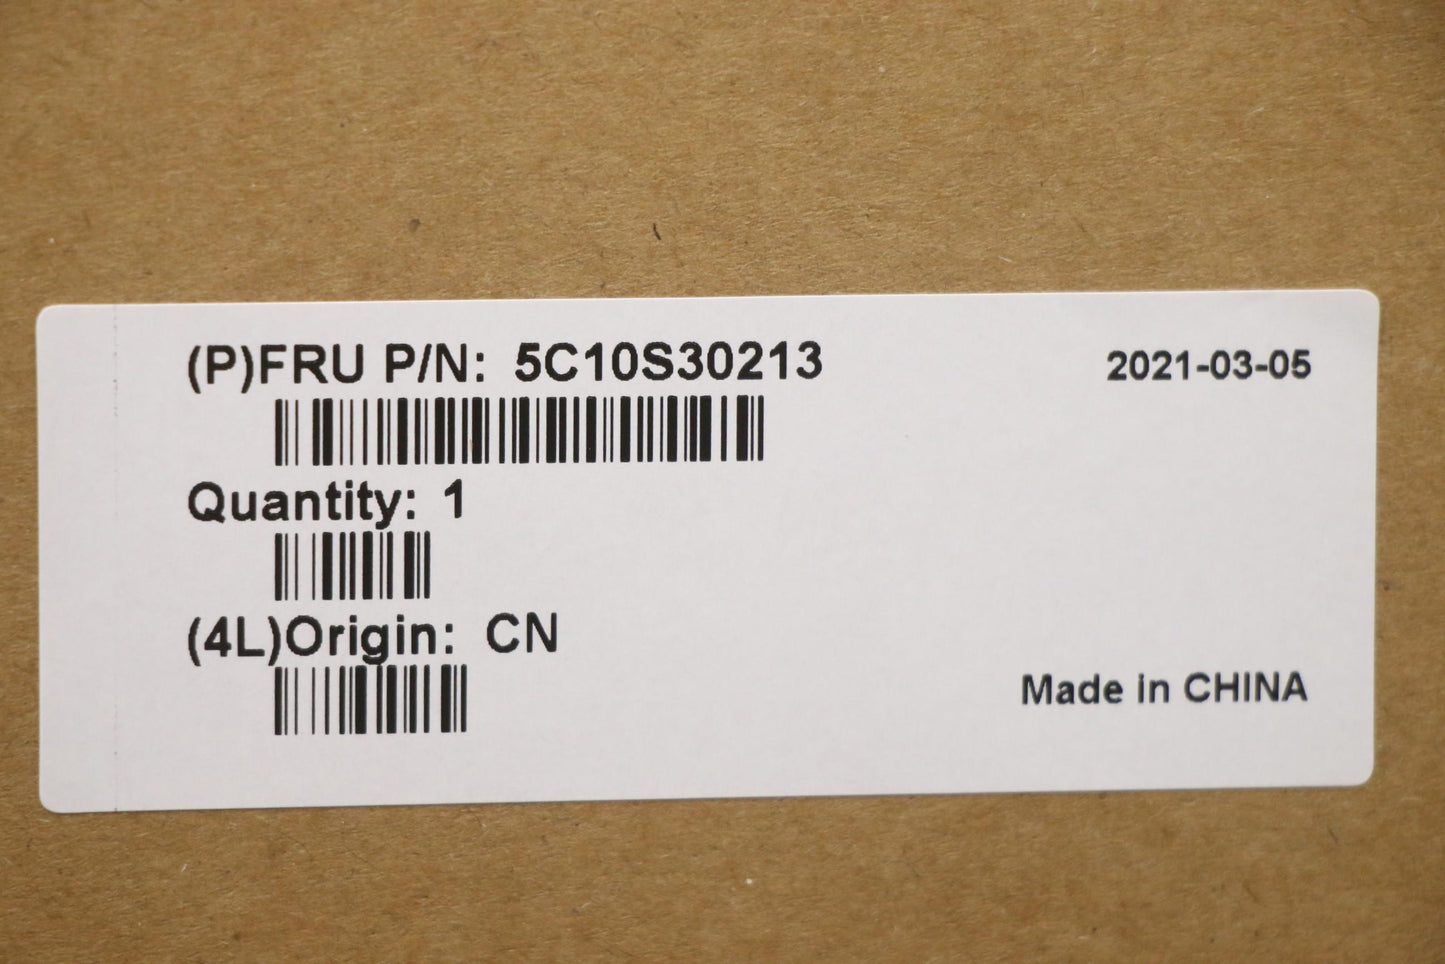 (P)FRU P/N: 5C10S30213
2021-03-05
Quantity: 1
(4L)Origin: CN
Made in CHINA